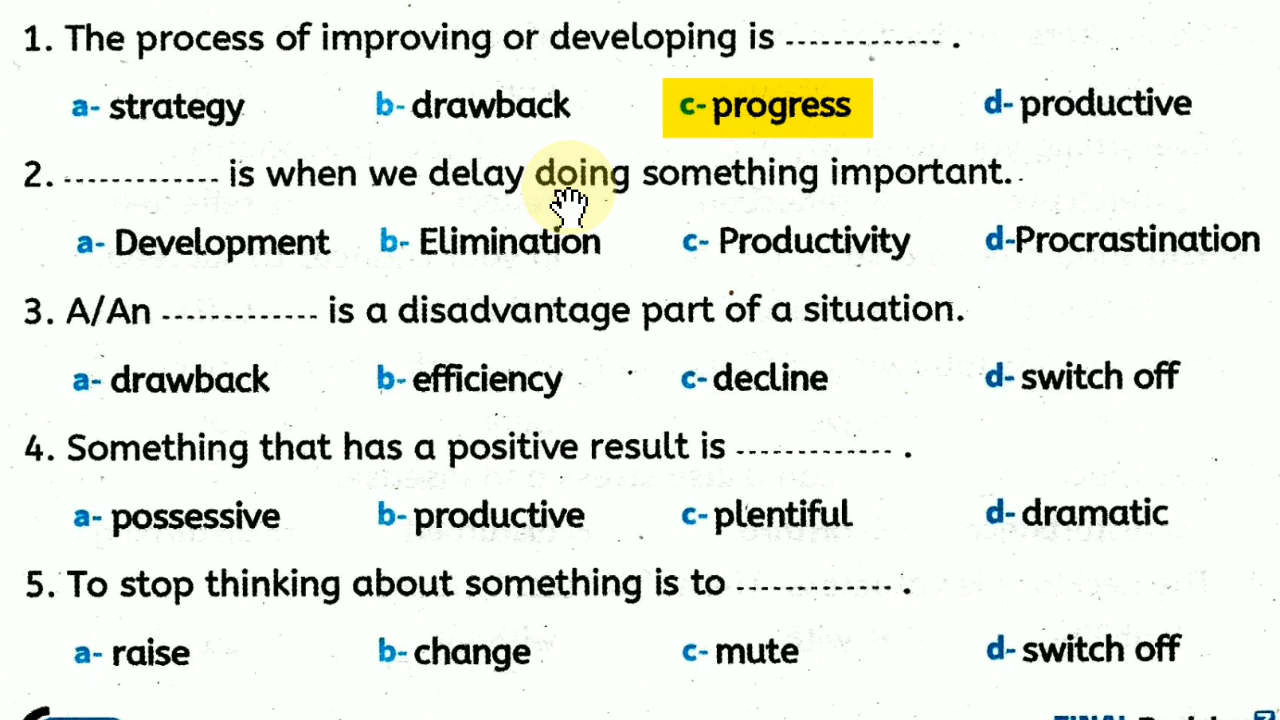 1. The process of improving or developing is ------------- .
a- strategy b- drawback c- progress d- productive
2. ------------- is when we delay doing something important.
a- Development b- Elimination c- Productivity d-Procrastination
3. A/An ------------- is a disadvantage part of a situation.
a- drawback b- efficiency c- decline d- switch off
4. Something that has a positive result is ------------- .
a- possessive b- productive c- plentiful d- dramatic
5. To stop thinking about something is to ------------- .
a- raise b- change c- mute d- switch off
FINAL